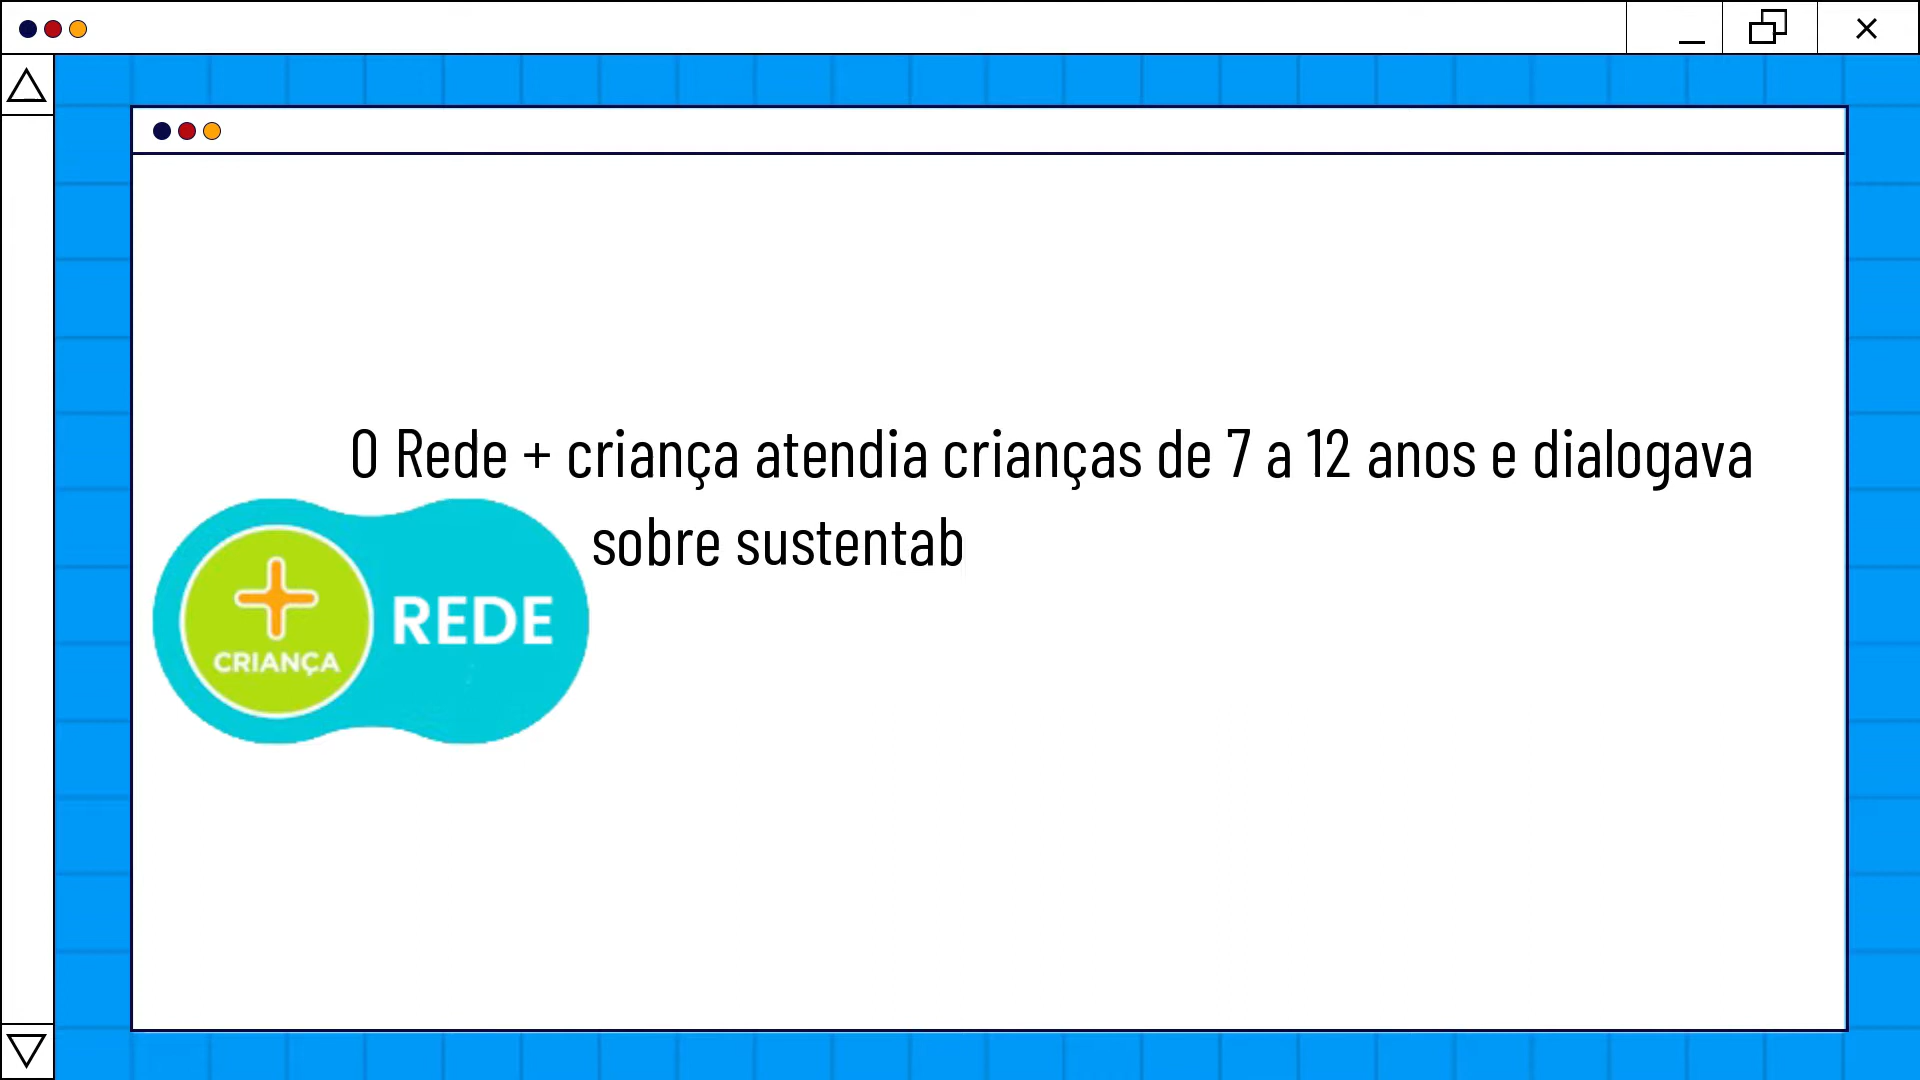 O Rede + criança atendia crianças de 7 a 12 anos e dialogava
sobre sustentab
CRIANÇA
REDE